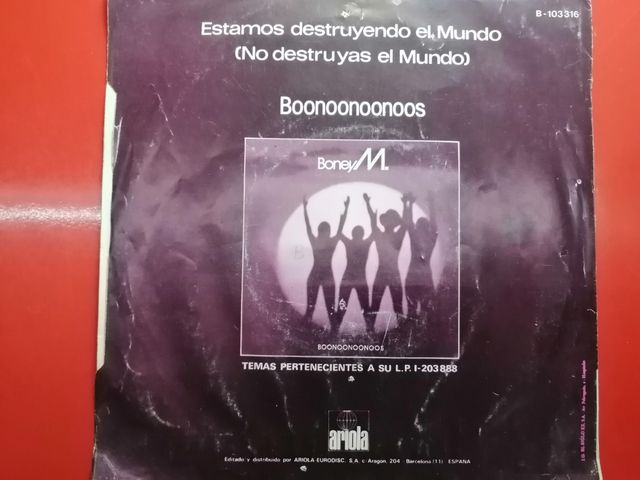 B-103316
Estamos destruyendo el Mundo
(No destruyas el Mundo)
Boonoonoonoos
Boney M.
BOONOONOONOOS
TEMAS PERTENECIENTES A SU L.P. I-203888
ariola
Editado y distribuido por ARIOLA-EURODISC. S.A. c. Aragon, 204 - Barcelona/(11) ESPAÑA